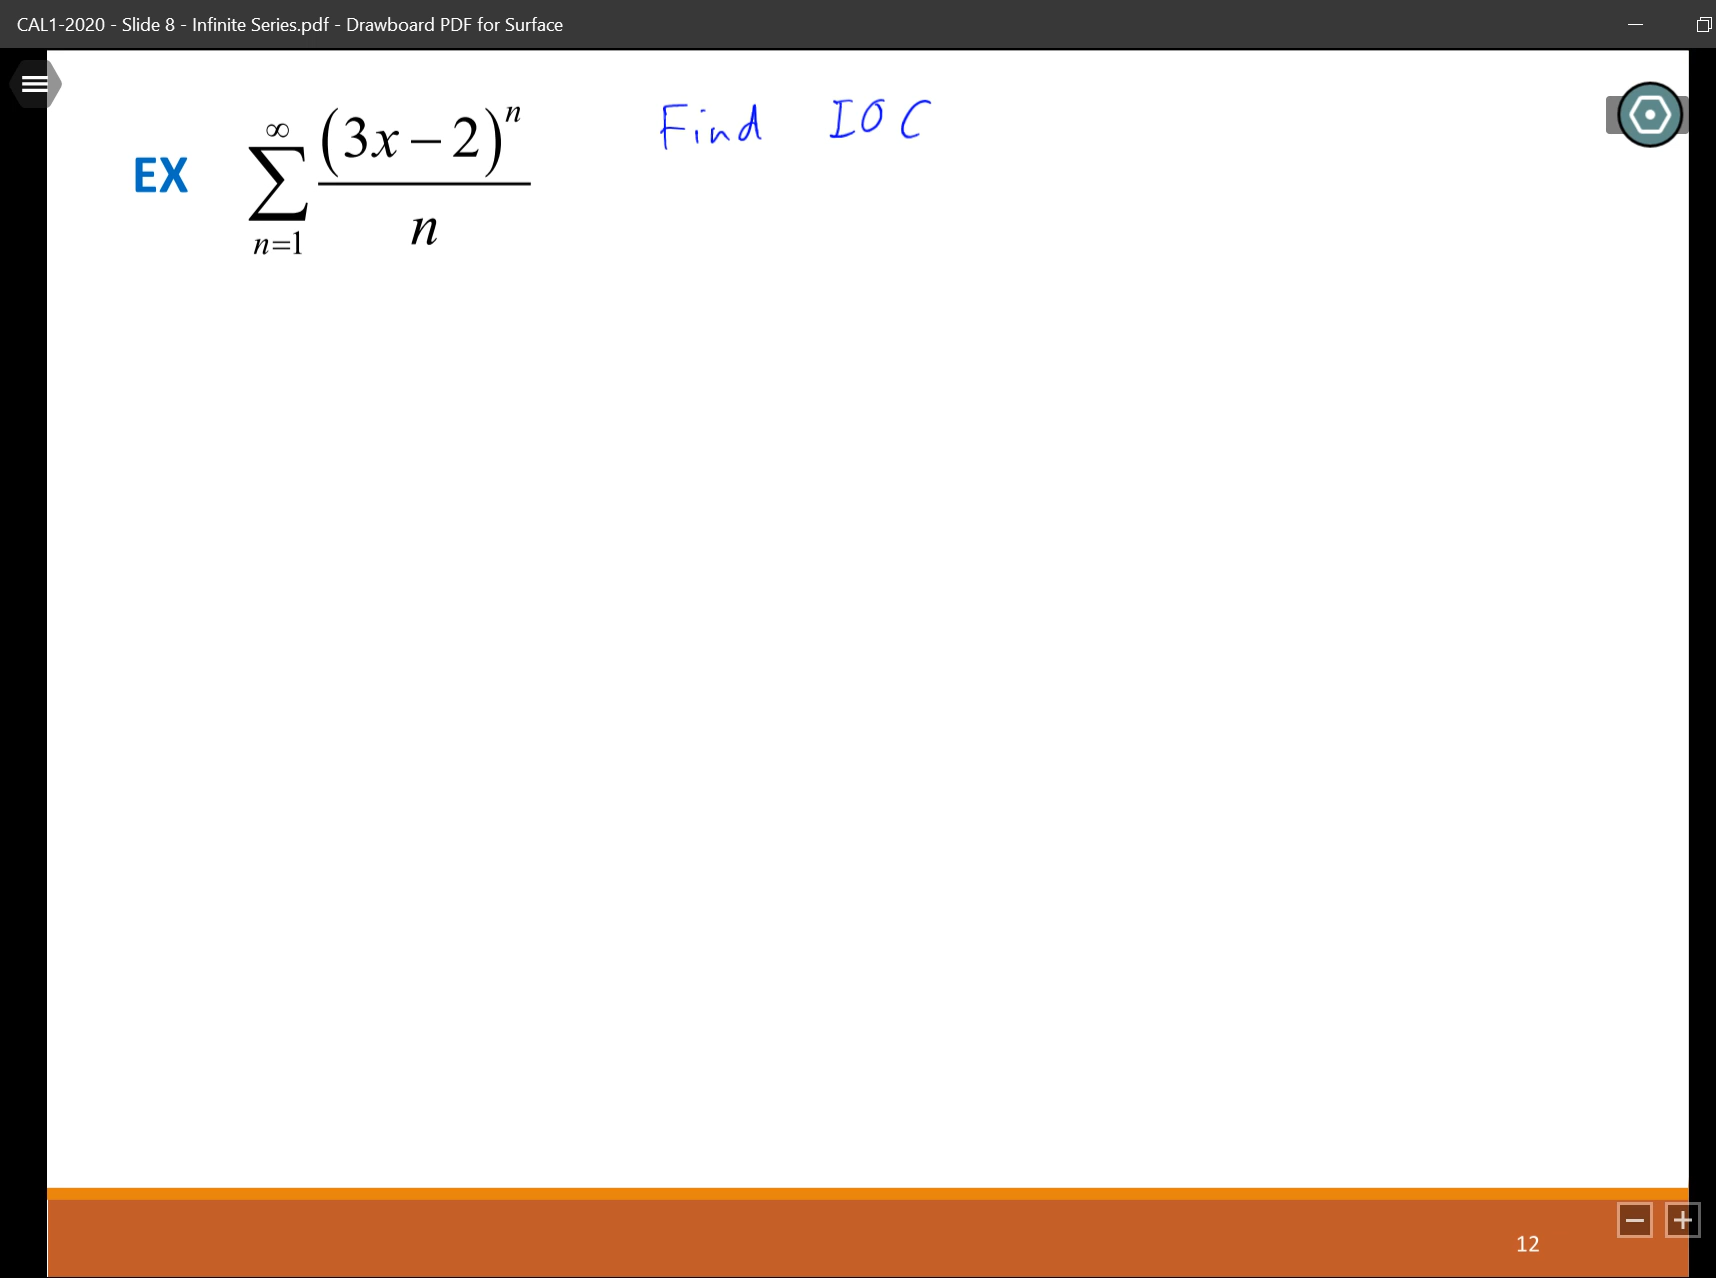 CAL1-2020 - Slide 8 - Infinite Series.pdf - Drawboard PDF for Surface
EX ∑_{n=1}^{∞} (3x − 2)^n / n Find IOC
12